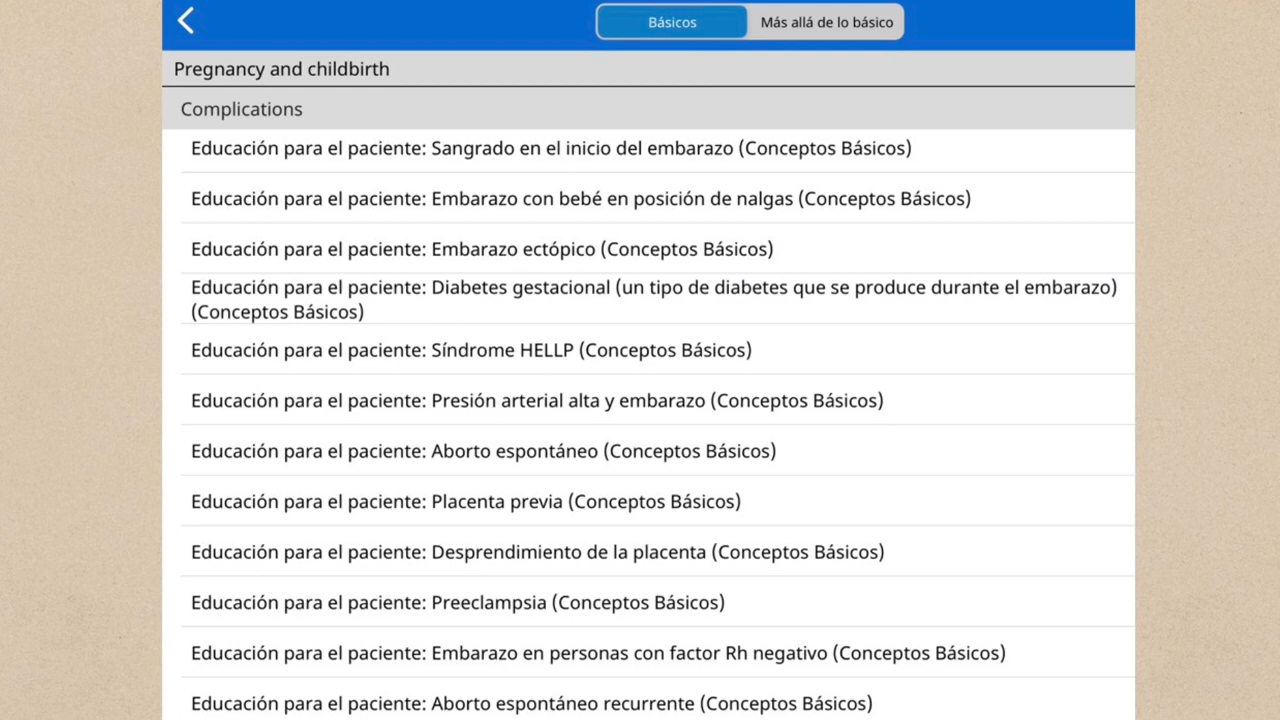 Básicos
Más allá de lo básico
Pregnancy and childbirth
Complications
Educación para el paciente: Sangrado en el inicio del embarazo (Conceptos Básicos)
Educación para el paciente: Embarazo con bebé en posición de nalgas (Conceptos Básicos)
Educación para el paciente: Embarazo ectópico (Conceptos Básicos)
Educación para el paciente: Diabetes gestacional (un tipo de diabetes que se produce durante el embarazo)
(Conceptos Básicos)
Educación para el paciente: Síndrome HELLP (Conceptos Básicos)
Educación para el paciente: Presión arterial alta y embarazo (Conceptos Básicos)
Educación para el paciente: Aborto espontáneo (Conceptos Básicos)
Educación para el paciente: Placenta previa (Conceptos Básicos)
Educación para el paciente: Desprendimiento de la placenta (Conceptos Básicos)
Educación para el paciente: Preeclampsia (Conceptos Básicos)
Educación para el paciente: Embarazo en personas con factor Rh negativo (Conceptos Básicos)
Educación para el paciente: Aborto espontáneo recurrente (Conceptos Básicos)